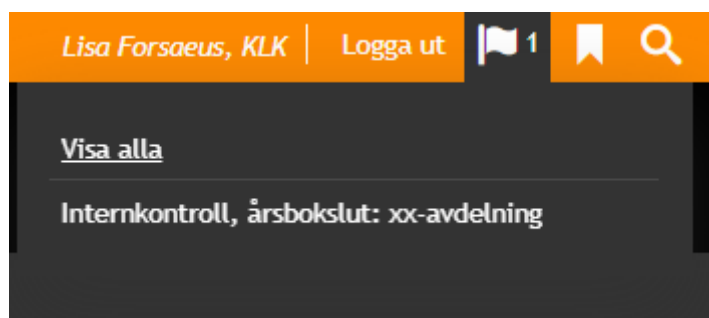 Lisa Forsaeus, KLK | Logga ut 1
Visa alla
Internkontroll, årsbokslut: xx-avdelning